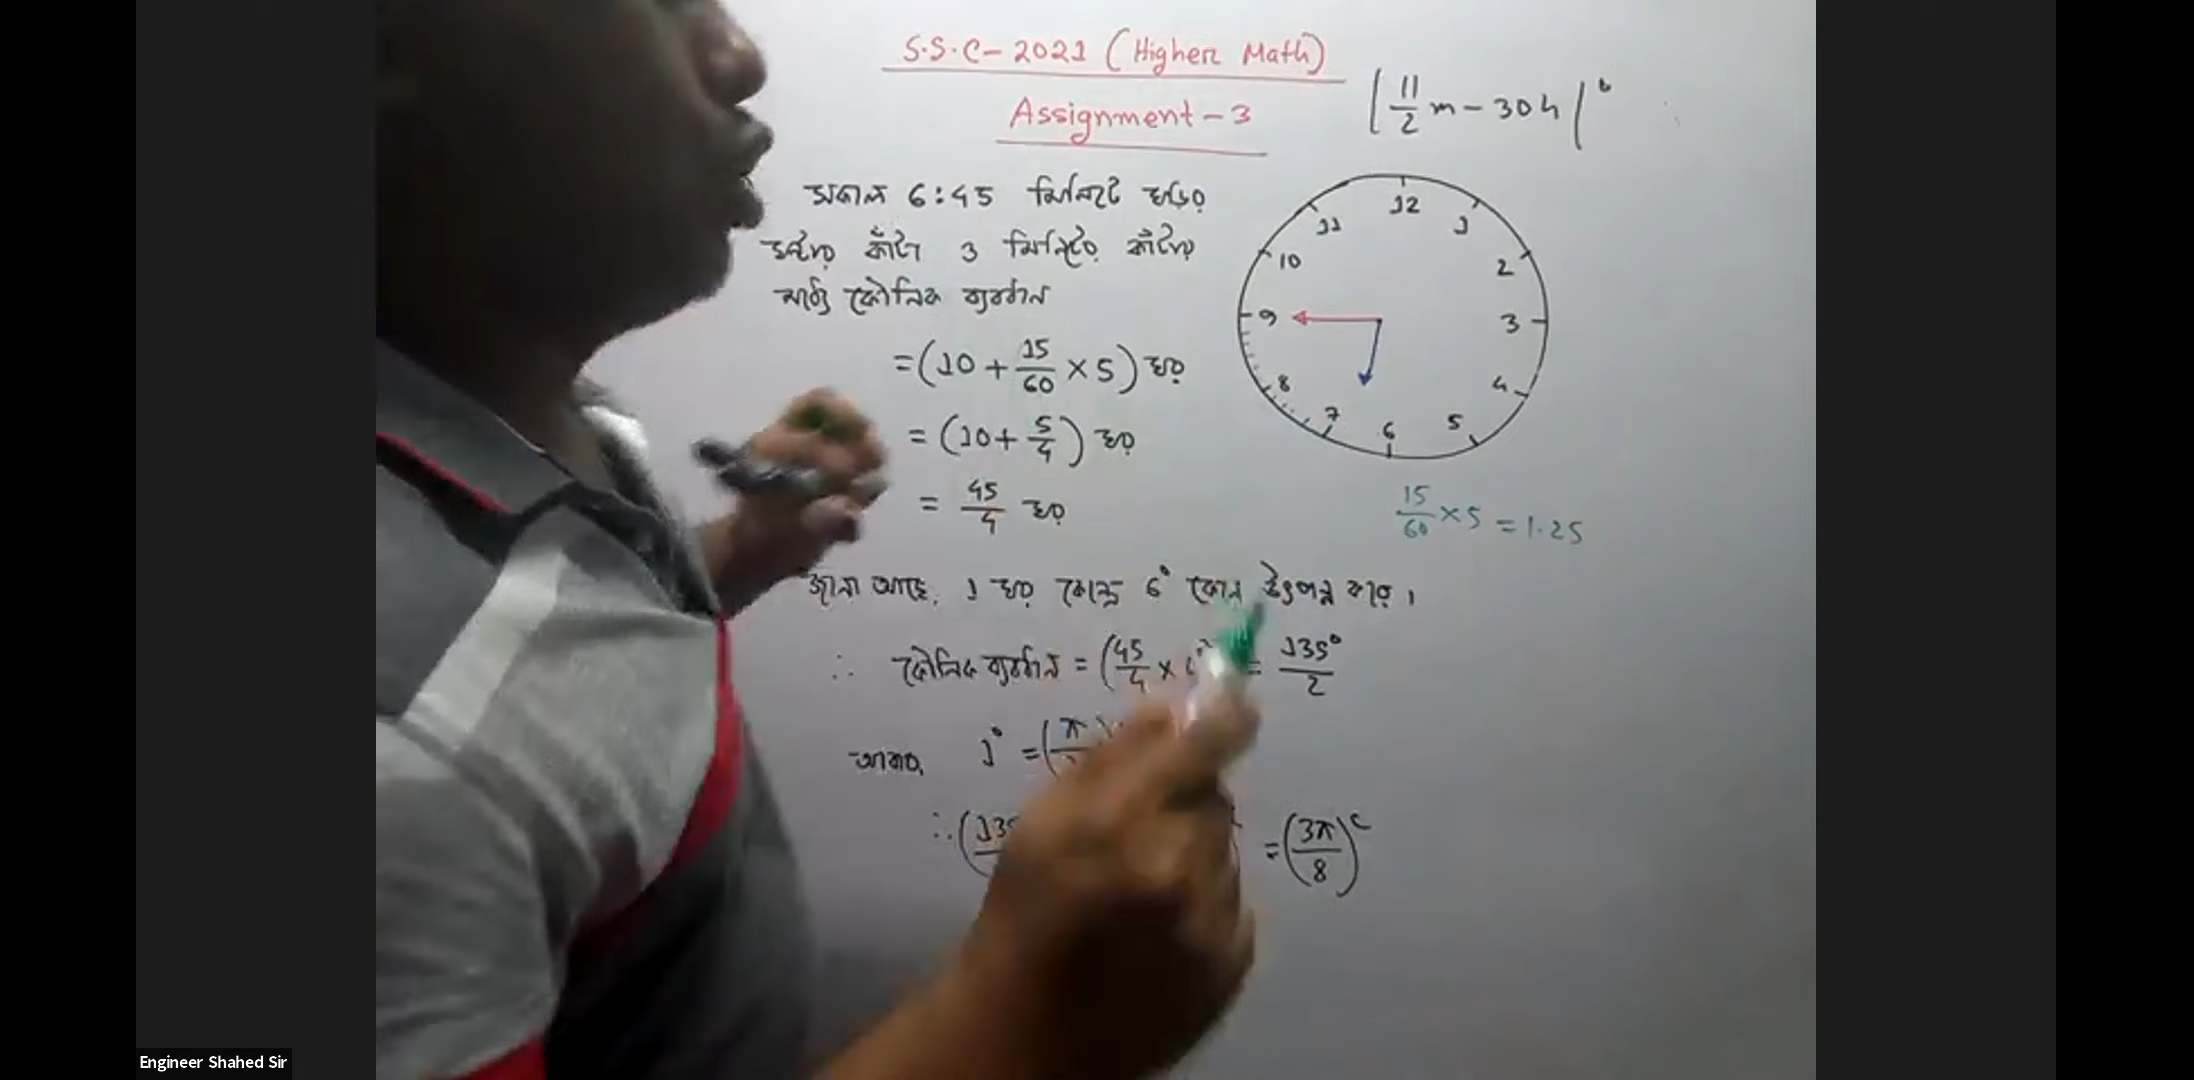 S.S.C- 2021 (Higher Math)
Assignment - 3
|11/2 m - 30h|°
সকাল 6:45 মিনিটে ঘড়ির
ঘন্টার কাঁটা ও মিনিটের কাঁটার
মধ্যে কৌনিক ব্যবধান
= (10 + 15/60 × 5) ঘর
= (10 + 5/4) ঘর
= 45/4 ঘর
12
1
2
3
4
5
6
7
8
9
10
11
15/60 × 5 = 1.25
জানা আছে, 1 ঘর কেন্দ্রে 6° কোন উৎপন্ন করে।
∴ কৌনিক ব্যবধান = (45/4 × = 135°/2
আবার, 1° = (π
∴ (135 = (3π/8)ᶜ
Engineer Shahed Sir